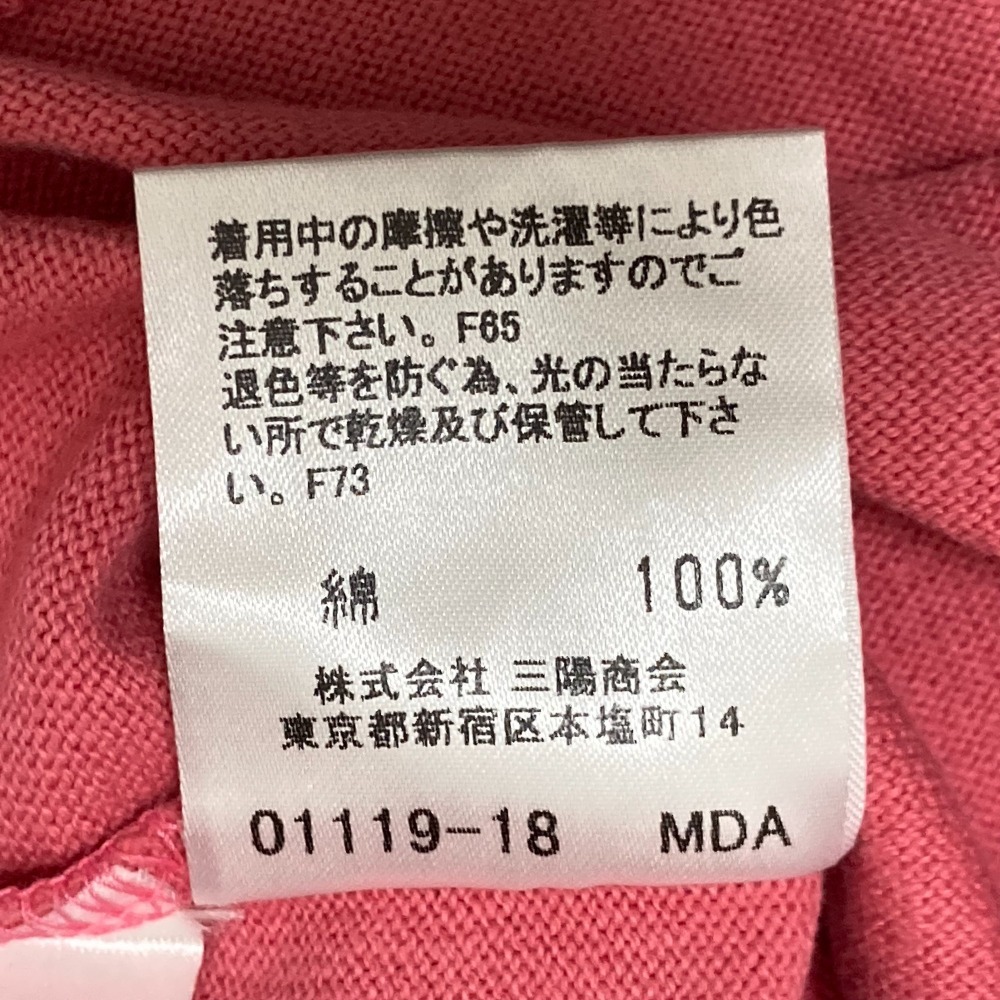 着用中の摩擦や洗濯等により色
落ちすることがありますのでご
注意下さい。F65
退色等を防ぐ為、光の当たらな
い所で乾燥及び保管して下さ
い。F73
綿 100%
株式会社 三陽商会
東京都新宿区本塩町14
01119-18 MDA